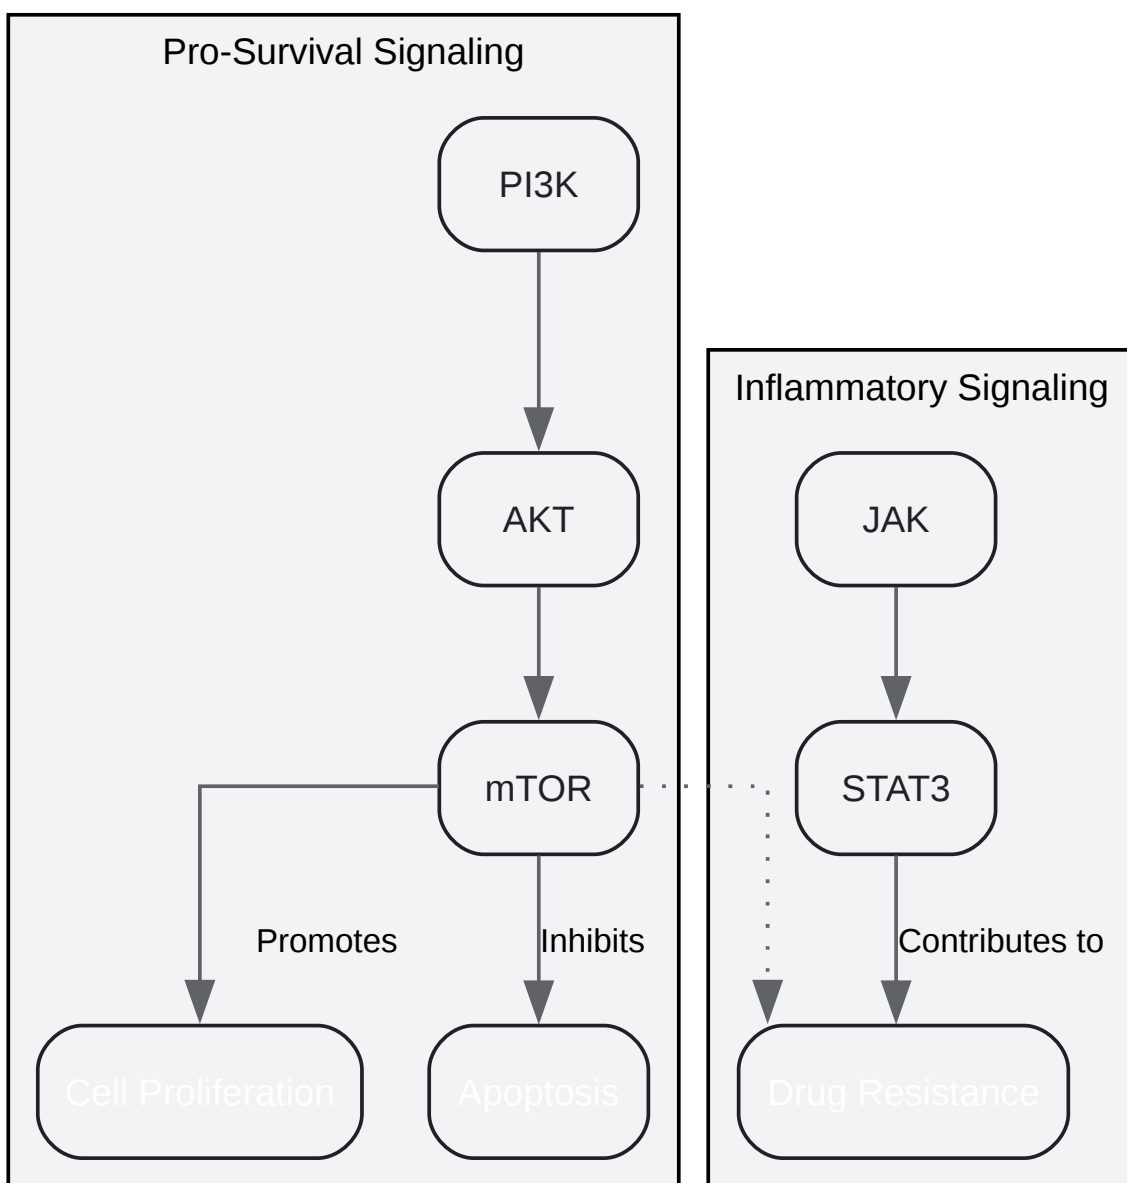 Pro-Survival Signaling
PI3K
Inflammatory Signaling
AKT
JAK
mTOR
STAT3
Promotes
Inhibits
Contributes to
Cell Proliferation
Apoptosis
Drug Resistance